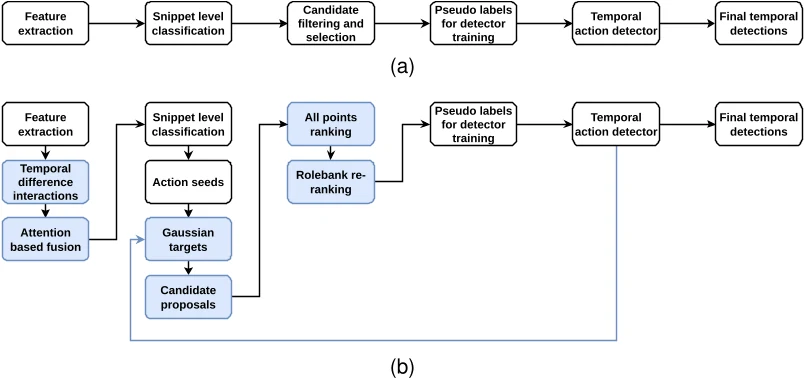 Feature
extraction
Snippet level
classification
Candidate
filtering and
selection
Pseudo labels
for detector
training
Temporal
action detector
Final temporal
detections
(a)
Feature
extraction
Temporal
difference
interactions
Attention
based fusion
Snippet level
classification
Action seeds
Gaussian
targets
Candidate
proposals
All points
ranking
Rolebank re-
ranking
Pseudo labels
for detector
training
Temporal
action detector
Final temporal
detections
(b)